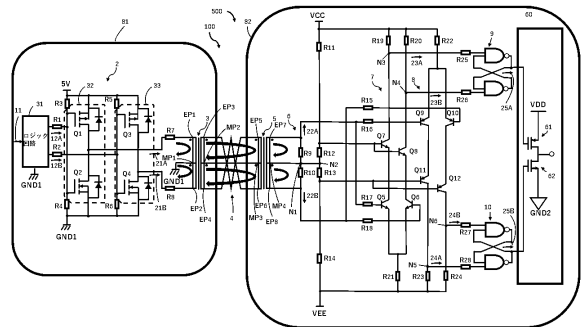 500
100
81
82
60
VCC
R11
R19
R20
R22
N3
23A
R25
9
N4
8
7
23B
R26
25A
VDD
61
62
GND2
2
11
31
ロジック
回路
GND1
5V
32
33
R3
R5
R1
12A
R2
12B
Q1
Q3
Q2
Q4
R4
R6
GND1
R7
R8
21A
21B
GND1
EP1
3
EP3
MP1
MP2
EP2
EP4
4
EP5
5
EP7
6
MP3
EP6
MP4
EP8
N1
22A
22B
R9
R10
R12
R13
N2
R15
R16
Q9
Q10
Q7
Q8
Q11
Q12
R17
Q5
Q6
R18
N6
24B
R27
10
25B
N5
24A
R28
R14
R21
R23
R24
VEE